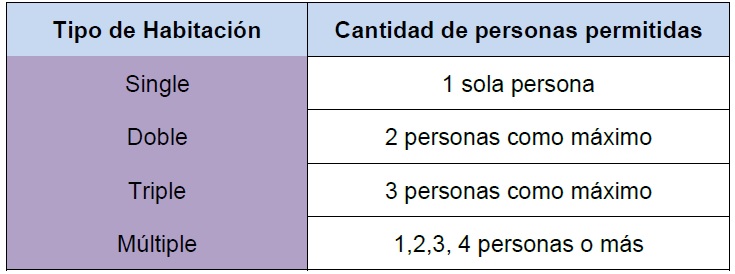 Tipo de Habitación Cantidad de personas permitidas
Single 1 sola persona
Doble 2 personas como máximo
Triple 3 personas como máximo
Múltiple 1,2,3, 4 personas o más